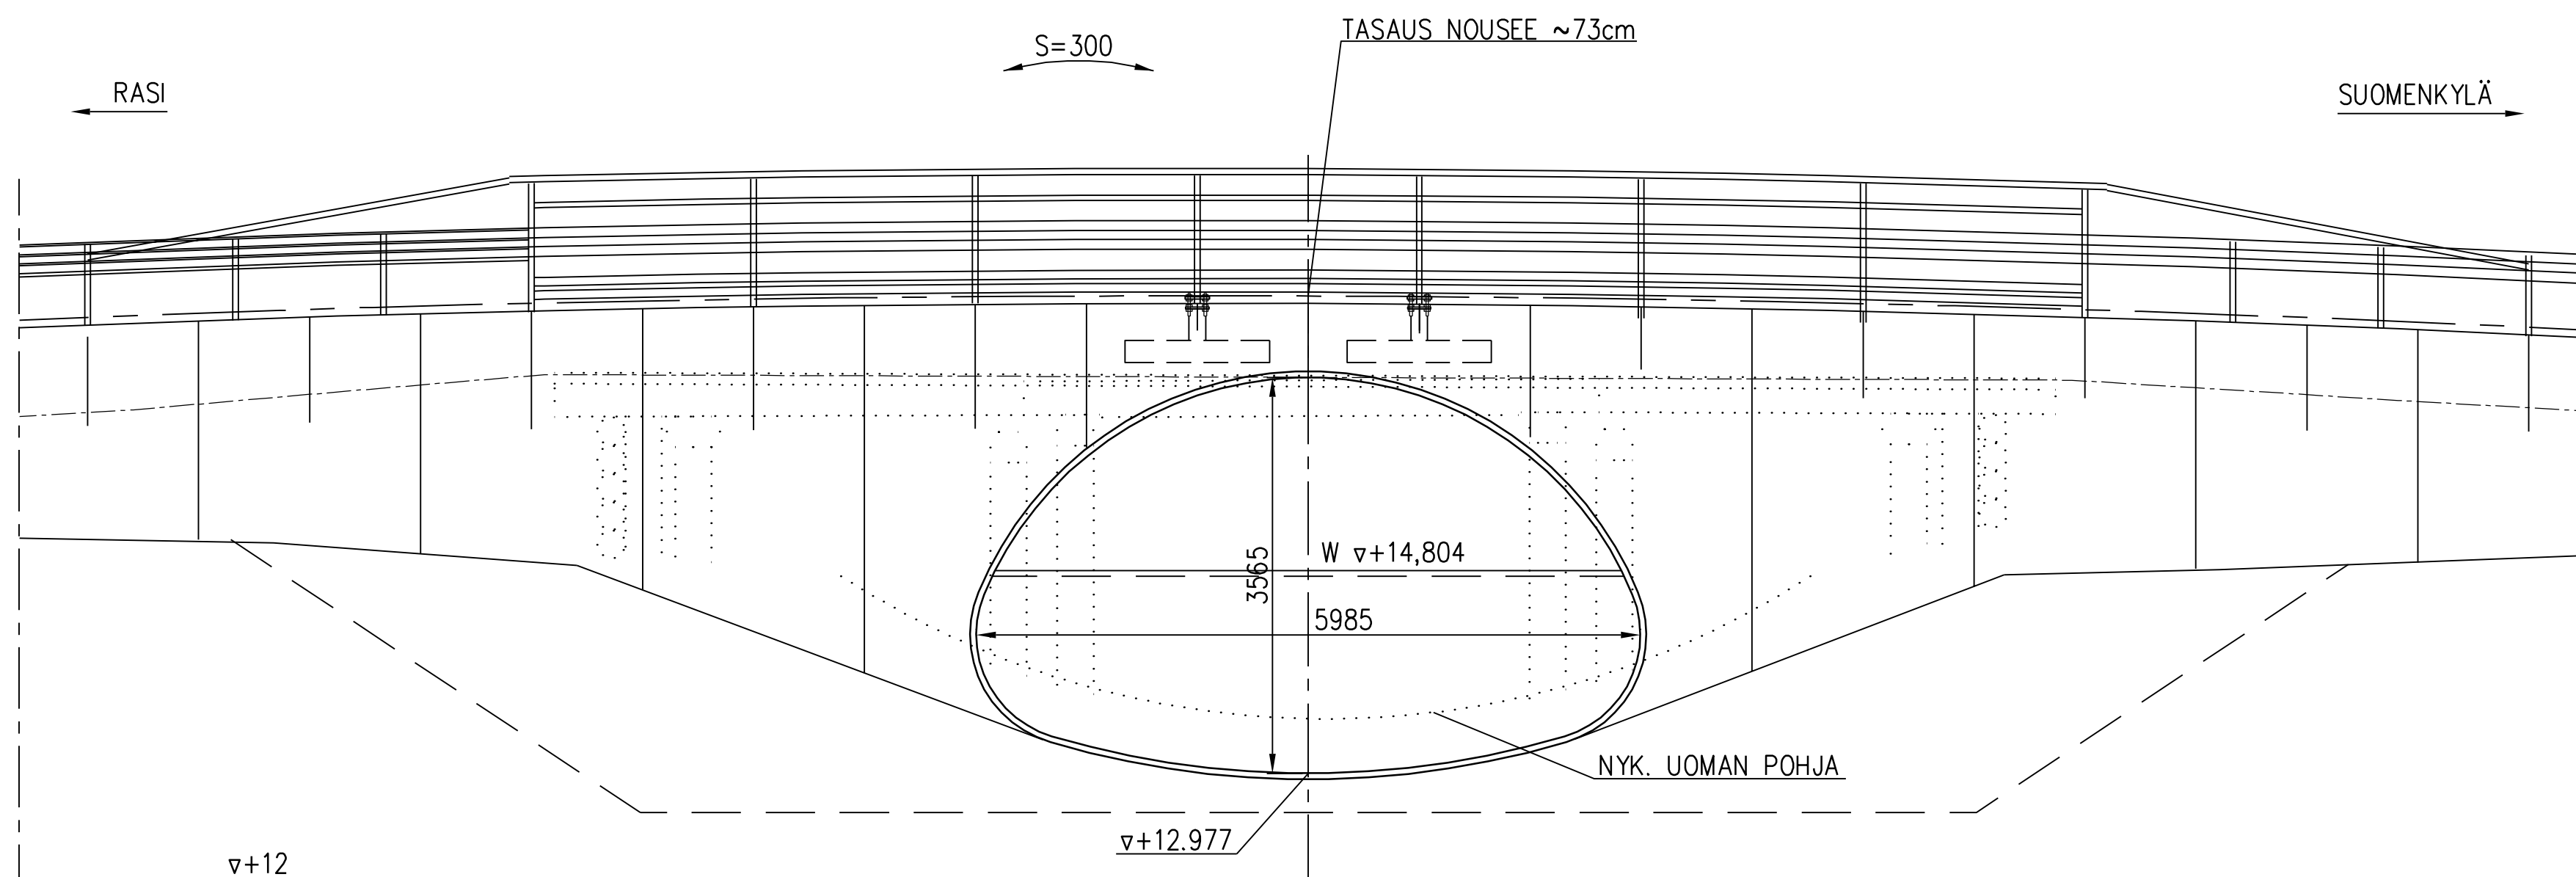 TASAUS NOUSEE ~73cm
S=300
RASI
SUOMENKYLÄ
W ▽+14,804
3565
5985
NYK. UOMAN POHJA
▽+12.977
▽+12